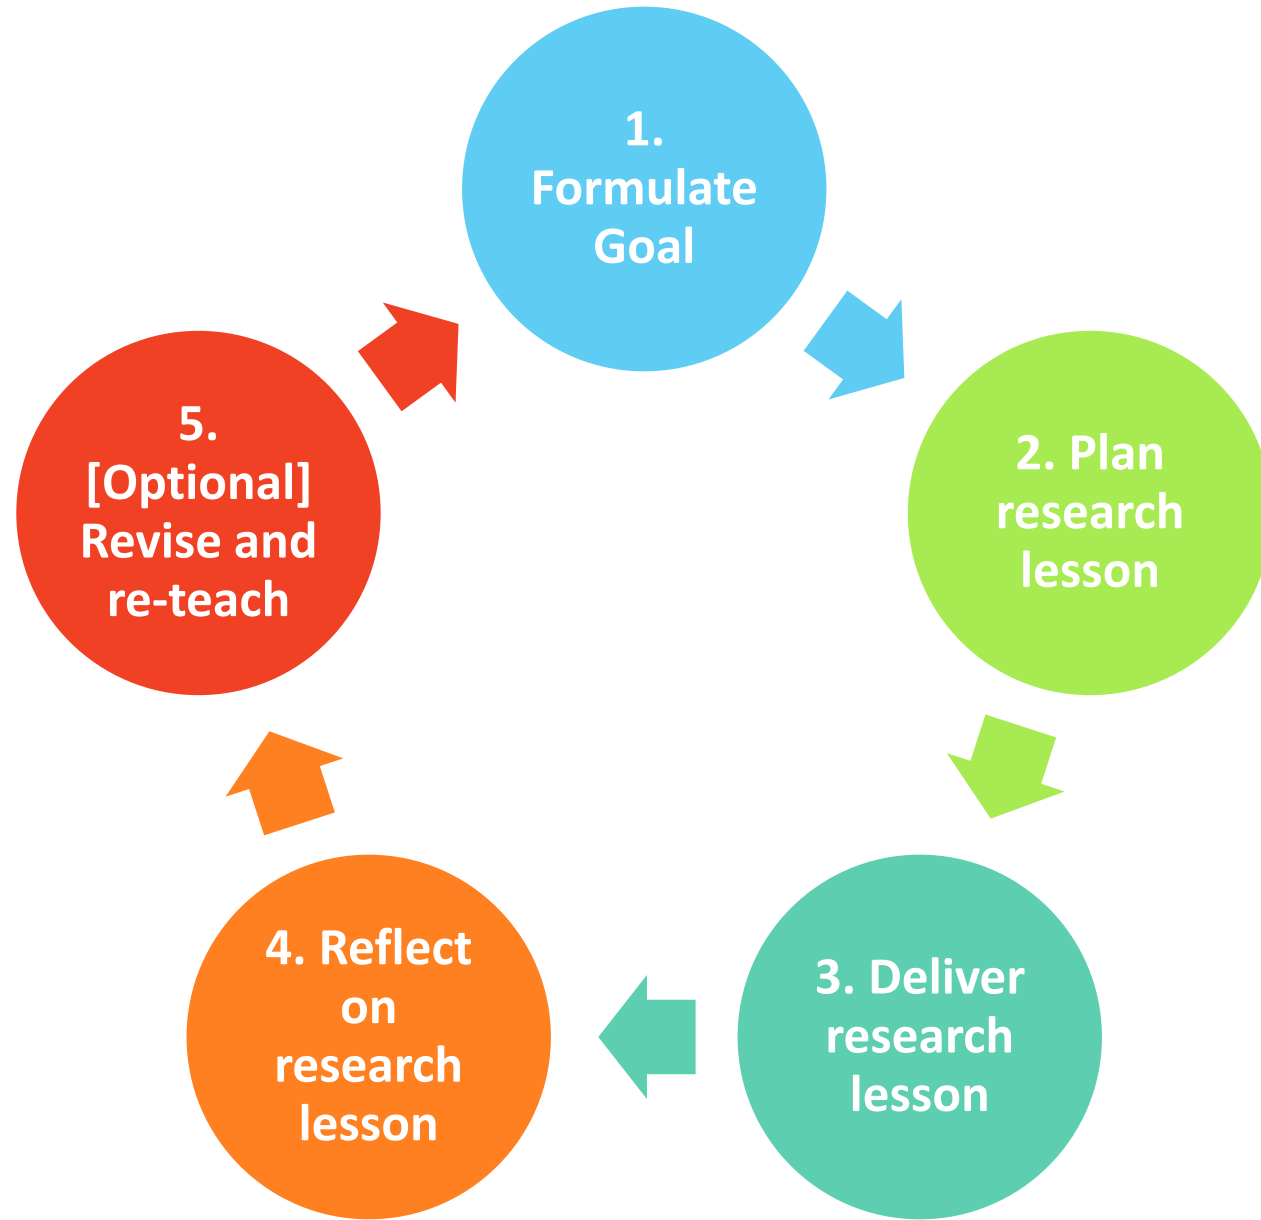 1.
Formulate
Goal
2. Plan
research
lesson
3. Deliver
research
lesson
4. Reflect
on
research
lesson
5.
[Optional]
Revise and
re-teach